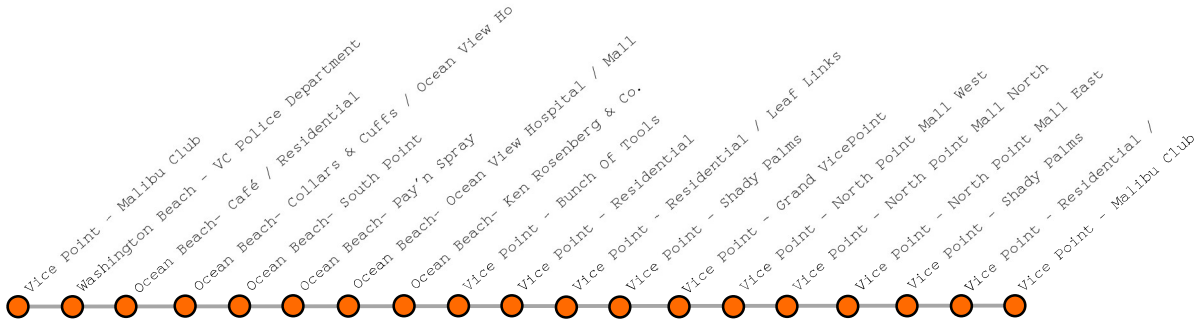 Vice Point - Malibu Club
Washington Beach - VC Police Department
Ocean Beach- Café / Residential
Ocean Beach- Collars & Cuffs / Ocean View Ho
Ocean Beach- South Point
Ocean Beach- Pay'n Spray
Ocean Beach- Ocean View Hospital / Mall
Ocean Beach- Ken Rosenberg & Co.
Vice Point - Bunch Of Tools
Vice Point - Residential
Vice Point - Residential / Leaf Links
Vice Point - Shady Palms
Vice Point - Grand VicePoint
Vice Point - North Point Mall West
Vice Point - North Point Mall North
Vice Point - North Point Mall East
Vice Point - Shady Palms
Vice Point - Residential /
Vice Point - Malibu Club